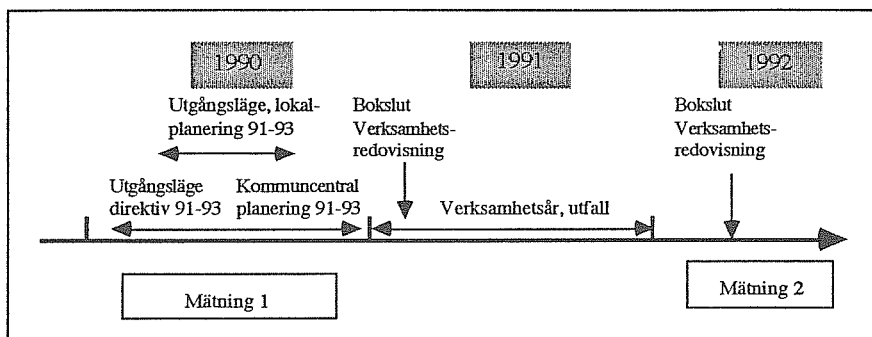 1990
1991
1992
Utgångsläge, lokal-
planering 91-93
Bokslut
Verksamhets-
redovisning
Bokslut
Verksamhets-
redovisning
Utgångsläge
direktiv 91-93
Kommuncentral
planering 91-93
Verksamhetsår, utfall
Mätning 1
Mätning 2